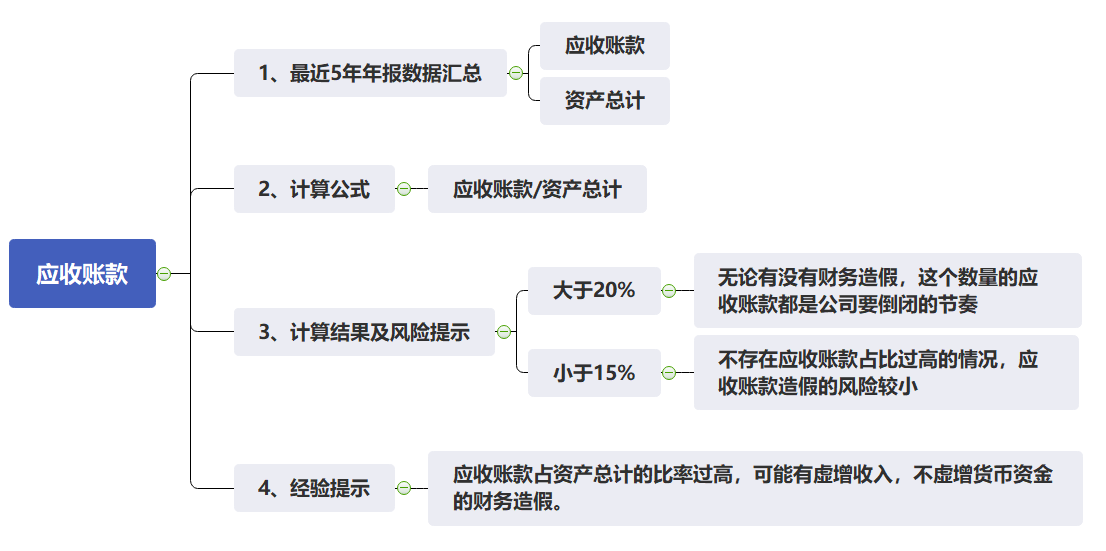 应收账款
1、最近5年年报数据汇总
应收账款
资产总计
2、计算公式
应收账款/资产总计
3、计算结果及风险提示
大于20%
无论有没有财务造假，这个数量的应
收账款都是公司要倒闭的节奏
小于15%
不存在应收账款占比过高的情况，应
收账款造假的风险较小
4、经验提示
应收账款占资产总计的比率过高，可能有虚增收入，不虚增货币资金
的财务造假。